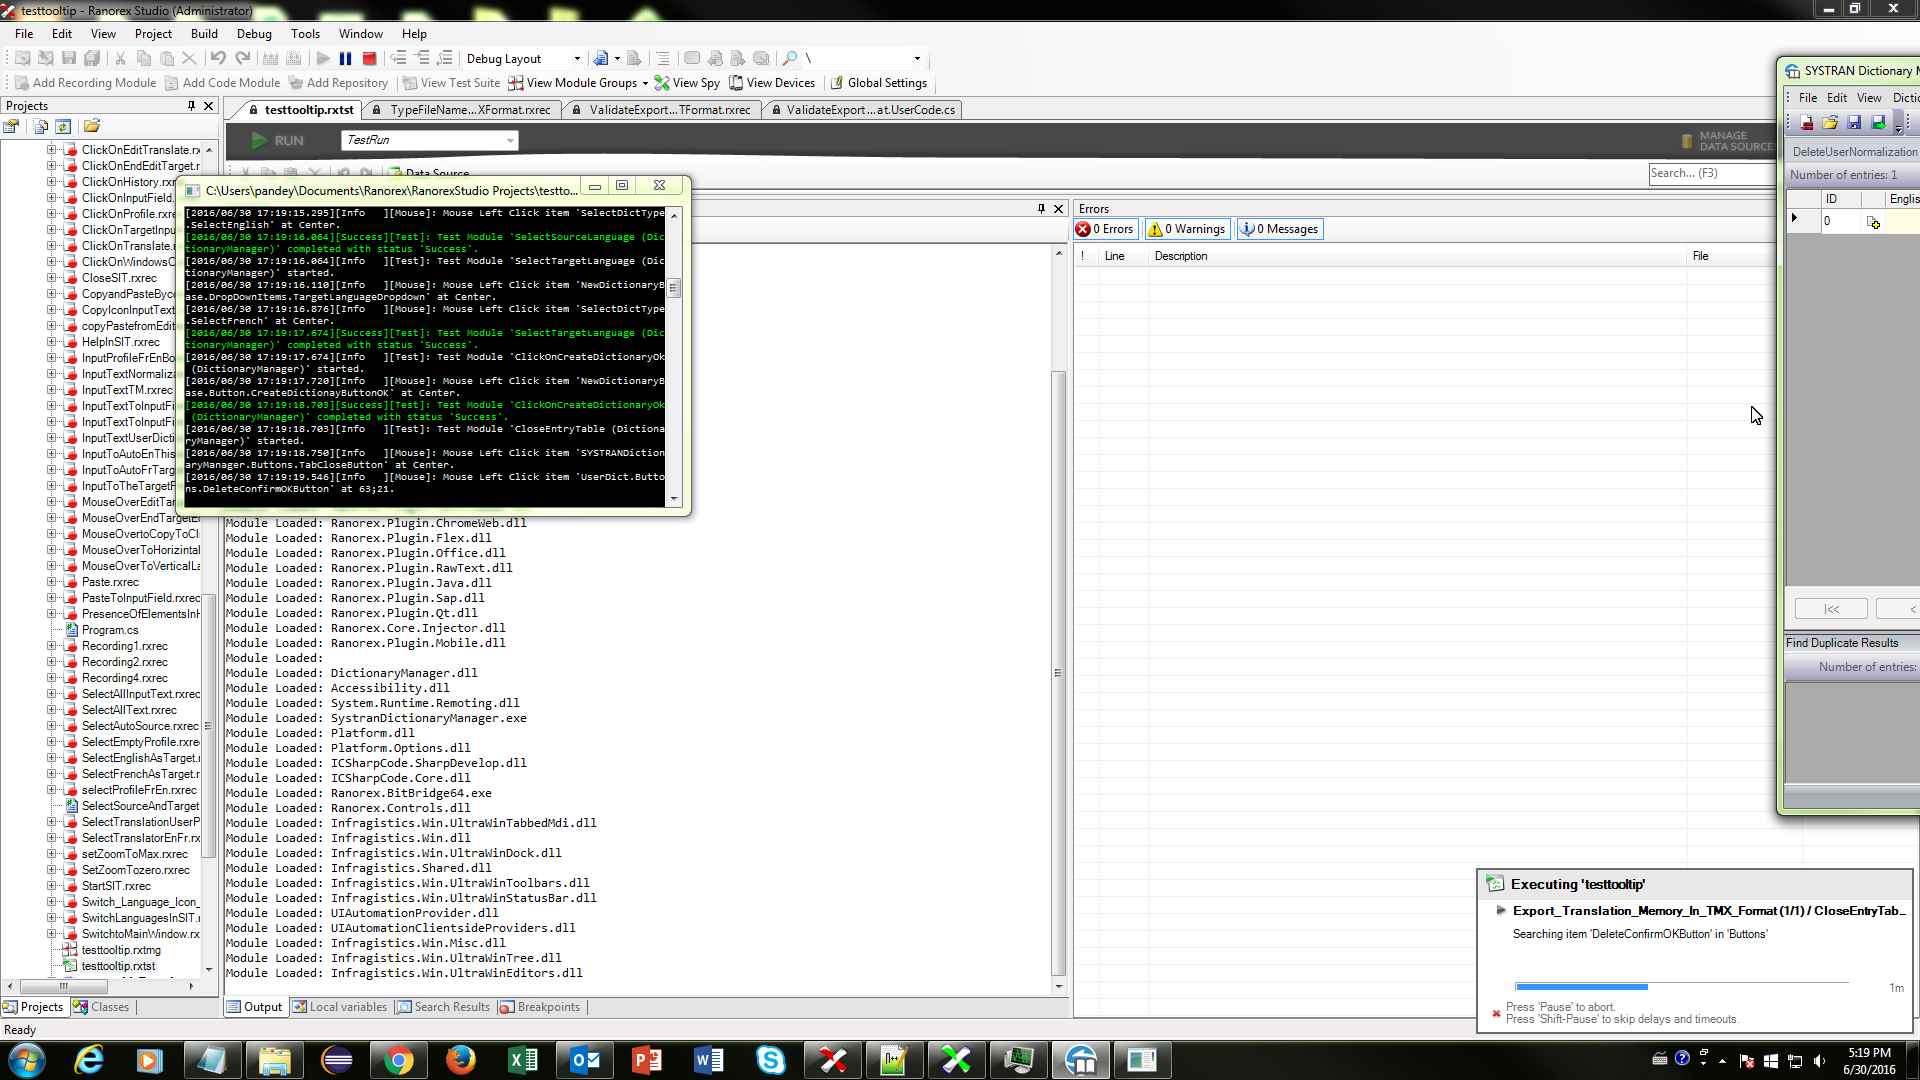 testtooltip - Ranorex Studio (Administrator)
File Edit View Project Build Debug Tools Window Help
Debug Layout \
Add Recording Module Add Code Module Add Repository View Test Suite View Module Groups View Spy View Devices Global Settings
Projects
testtooltip.rxtst TypeFileName...XFormat.rxrec ValidateExport...TFormat.rxrec ValidateExport...at.UserCode.cs
RUN TestRun
MANAGE
DATA SOURCES
Data Source
Search... (F3)
ClickOnEditTranslate.rx
ClickOnEndEditTarget.r
ClickOnHistory.rxr
ClickOnInputField.
ClickOnProfile.rxre
ClickOnTargetInpu
ClickOnTranslate.r
ClickOnWindowsC
CloseSIT.rxrec
CopyandPasteByco
CopyIconInputText
copyPastefromEdit
HelpInSIT.rxrec
InputProfileFrEnBo
InputTextNormaliza
InputTextTM.rxrec
InputTextToInputFi
InputTextToInputFi
InputTextUserDicti
InputToAutoEnThis
InputToAutoFrTarg
InputToTheTargetF
MouseOverEditTar
MouseOverEndTargetE
MouseOvertoCopyToCl
MouseOverToHorizintal
MouseOverToVerticalLa
Paste.rxrec
PasteToInputField.rxrec
PresenceOfElementsInH
Program.cs
Recording1.rxrec
Recording2.rxrec
Recording4.rxrec
SelectAllInputText.rxrec
SelectAllText.rxrec
SelectAutoSource.rxrec
SelectEmptyProfile.rxre
SelectEnglishAsTarget.r
SelectFrenchAsTarget.r
selectProfileFrEn.rxrec
SelectSourceAndTarget
SelectTranslationUserP
SelectTranslatorEnFr.rx
setZoomToMax.rxrec
SetZoomTozero.rxrec
StartSIT.rxrec
Switch_Language_Icon_
SwitchLanguagesInSIT.r
SwitchtoMainWindow.rx
testtooltip.rxtmg
testtooltip.rxtst
Projects Classes
Ready
C:\Users\pandey\Documents\Ranorex\RanorexStudio Projects\testto...
[2016/06/30 17:19:15.295][Info   ][Mouse]: Mouse Left Click item 'SelectDictType
.SelectEnglish' at Center.
[2016/06/30 17:19:16.064][Success][Test]: Test Module 'SelectSourceLanguage (Dic
tionaryManager)' completed with status 'Success'.
[2016/06/30 17:19:16.064][Info   ][Test]: Test Module 'SelectTargetLanguage (Dic
tionaryManager)' started.
[2016/06/30 17:19:16.110][Info   ][Mouse]: Mouse Left Click item 'NewDictionaryB
ase.DropDownItems.TargetLanguageDropdown' at Center.
[2016/06/30 17:19:16.876][Info   ][Mouse]: Mouse Left Click item 'SelectDictType
.SelectFrench' at Center.
[2016/06/30 17:19:17.674][Success][Test]: Test Module 'SelectTargetLanguage (Dic
tionaryManager)' completed with status 'Success'.
[2016/06/30 17:19:17.674][Info   ][Test]: Test Module 'ClickOnCreateDictionaryOk
 (DictionaryManager)' started.
[2016/06/30 17:19:17.720][Info   ][Mouse]: Mouse Left Click item 'NewDictionaryB
ase.Button.CreateDictionayButtonOK' at Center.
[2016/06/30 17:19:18.703][Success][Test]: Test Module 'ClickOnCreateDictionaryOk
 (DictionaryManager)' completed with status 'Success'.
[2016/06/30 17:19:18.703][Info   ][Test]: Test Module 'CloseEntryTable (Dictiona
ryManager)' started.
[2016/06/30 17:19:18.750][Info   ][Mouse]: Mouse Left Click item 'SYSTRANDiction
aryManager.Buttons.TabCloseButton' at Center.
[2016/06/30 17:19:19.546][Info   ][Mouse]: Mouse Left Click item 'UserDict.Butto
ns.DeleteConfirmOKButton' at 63;21.
Module Loaded: Ranorex.Plugin.ChromeWeb.dll
Module Loaded: Ranorex.Plugin.Flex.dll
Module Loaded: Ranorex.Plugin.Office.dll
Module Loaded: Ranorex.Plugin.RawText.dll
Module Loaded: Ranorex.Plugin.Java.dll
Module Loaded: Ranorex.Plugin.Sap.dll
Module Loaded: Ranorex.Plugin.Qt.dll
Module Loaded: Ranorex.Core.Injector.dll
Module Loaded: Ranorex.Plugin.Mobile.dll
Module Loaded:
Module Loaded: DictionaryManager.dll
Module Loaded: Accessibility.dll
Module Loaded: System.Runtime.Remoting.dll
Module Loaded: SystranDictionaryManager.exe
Module Loaded: Platform.dll
Module Loaded: Platform.Options.dll
Module Loaded: ICSharpCode.SharpDevelop.dll
Module Loaded: ICSharpCode.Core.dll
Module Loaded: Ranorex.BitBridge64.exe
Module Loaded: Ranorex.Controls.dll
Module Loaded: Infragistics.Win.UltraWinTabbedMdi.dll
Module Loaded: Infragistics.Win.dll
Module Loaded: Infragistics.Win.UltraWinDock.dll
Module Loaded: Infragistics.Shared.dll
Module Loaded: Infragistics.Win.UltraWinToolbars.dll
Module Loaded: Infragistics.Win.UltraWinStatusBar.dll
Module Loaded: UIAutomationProvider.dll
Module Loaded: UIAutomationClientsideProviders.dll
Module Loaded: Infragistics.Win.Misc.dll
Module Loaded: Infragistics.Win.UltraWinTree.dll
Module Loaded: Infragistics.Win.UltraWinEditors.dll
Output Local variables Search Results Breakpoints
Errors
0 Errors 0 Warnings 0 Messages
! Line Description File
SYSTRAN Dictionary M
File Edit View Dictio
DeleteUserNormalization
Number of entries: 1
ID Englis
0
|<< <
Find Duplicate Results
Number of entries:
Executing 'testtooltip'
Export_Translation_Memory_In_TMX_Format (1/1) / CloseEntryTab...
Searching item 'DeleteConfirmOKButton' in 'Buttons'
1m
Press 'Pause' to abort.
Press 'Shift-Pause' to skip delays and timeouts.
5:19 PM
6/30/2016